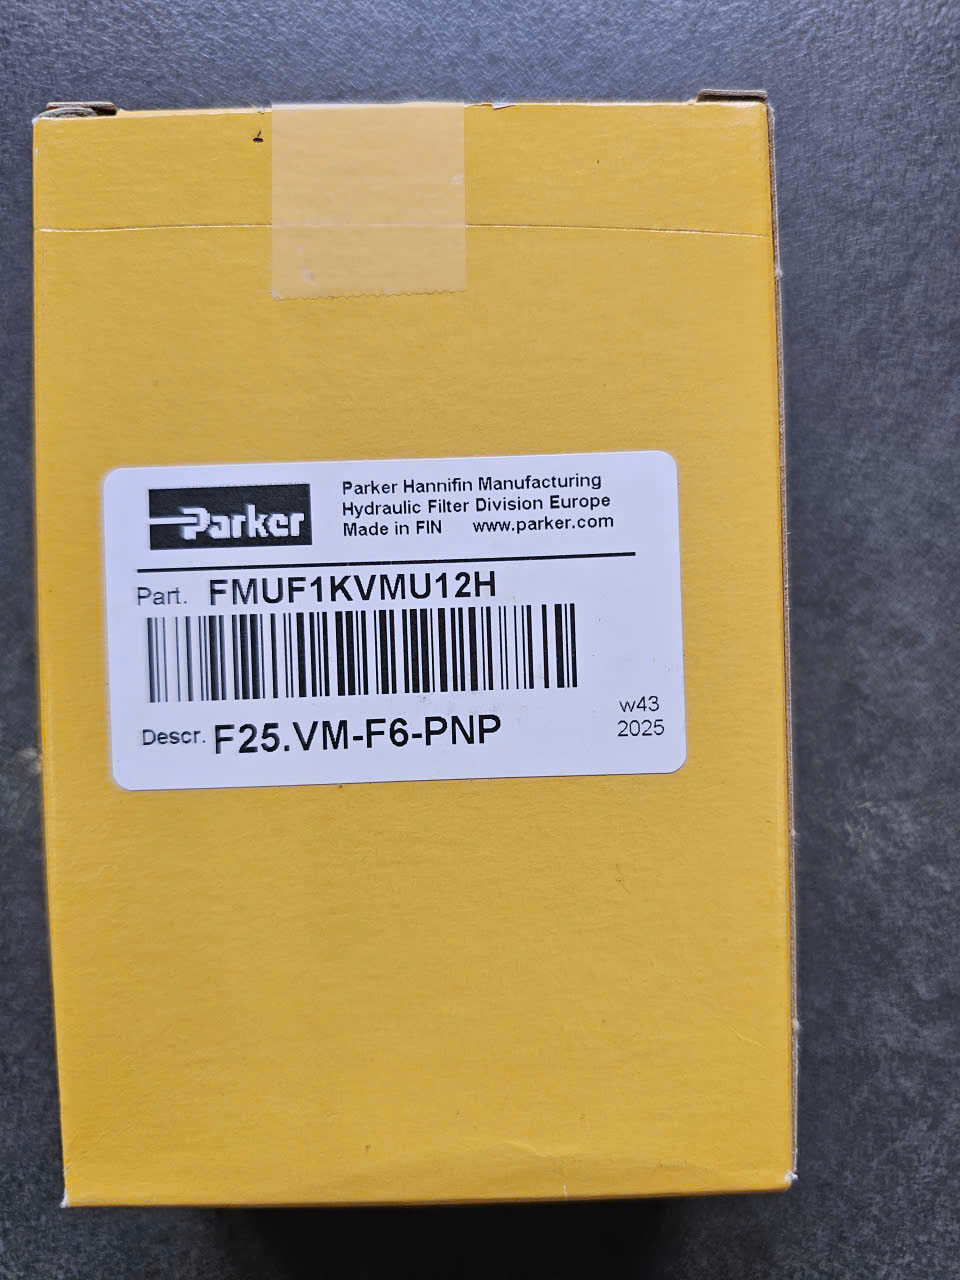 Parker
Parker Hannifin Manufacturing
Hydraulic Filter Division Europe
Made in FIN www.parker.com
Part. FMUF1KVMU12H
Descr. F25.VM-F6-PNP
w43
2025